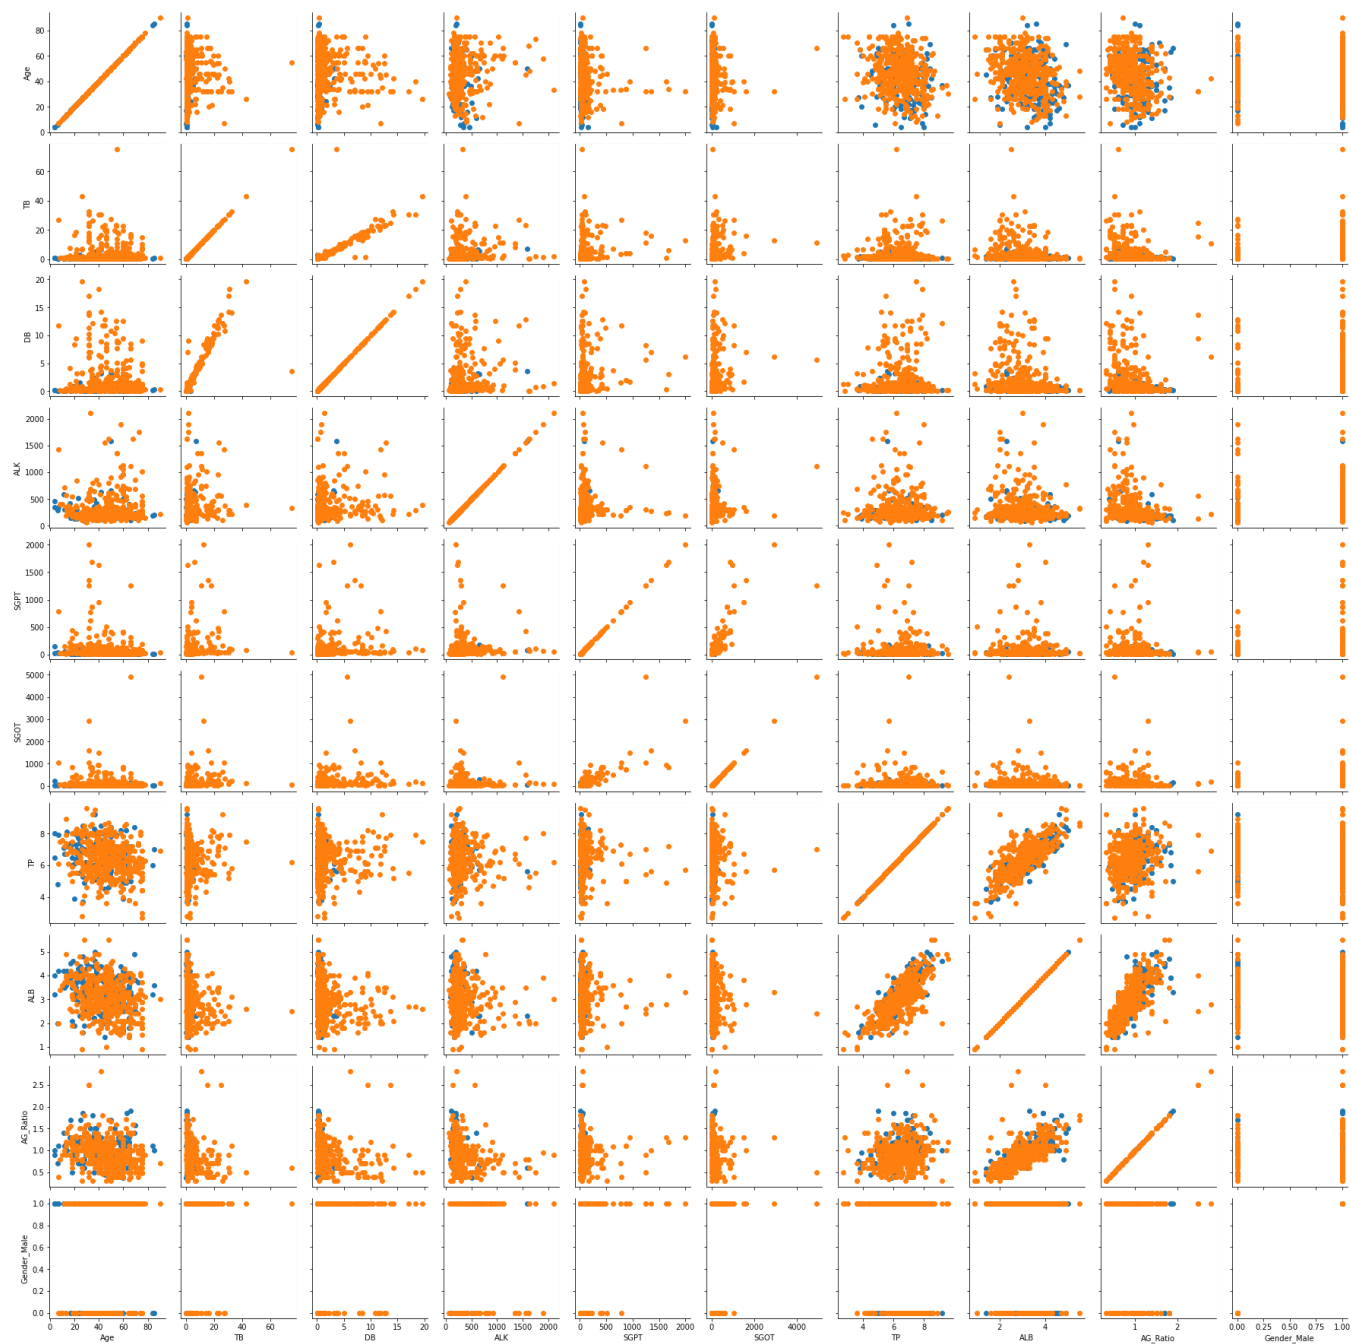 80
60
40
20
0
Age
60
40
20
0
TB
20
15
10
5
0
DB
2000
1500
1000
500
0
ALK
2000
1500
1000
500
0
SGPT
5000
4000
3000
2000
1000
0
SGOT
8
6
4
TP
5
4
3
2
1
ALB
2.5
2.0
1.5
1.0
0.5
AG_Ratio
1.0
0.8
0.6
0.4
0.2
0.0
Gender_Male
0 20 40 60 80
Age
0 20 40 60
TB
0 5 10 15 20
DB
0 500 1000 1500 2000
ALK
0 500 1000 1500 2000
SGPT
0 2000 4000
SGOT
4 6 8
TP
2 4
ALB
1 2
AG_Ratio
0.00 0.25 0.50 0.75 1.00
Gender_Male